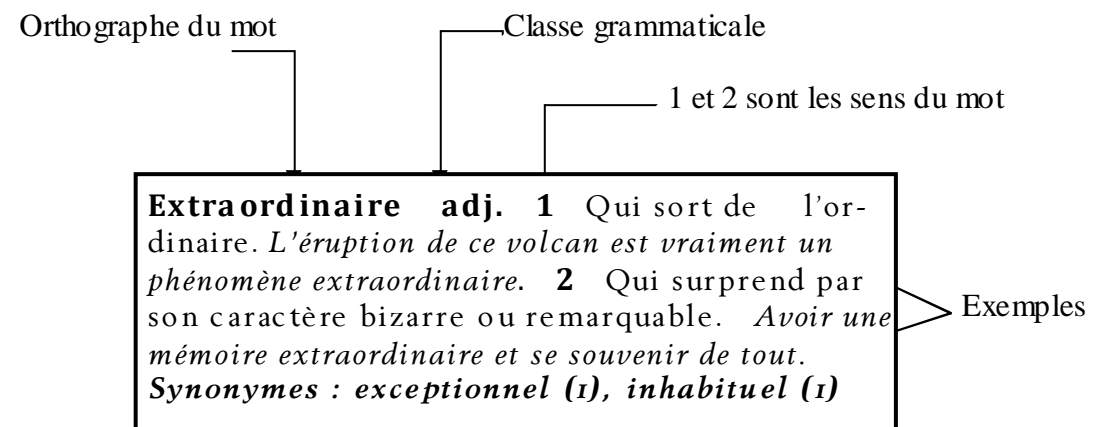 Orthographe du mot
Classe grammaticale
1 et 2 sont les sens du mot
Extraordinaire adj. 1 Qui sort de l'or-
dinaire. L'éruption de ce volcan est vraiment un
phénomène extraordinaire. 2 Qui surprend par
son caractère bizarre ou remarquable. Avoir une
mémoire extraordinaire et se souvenir de tout.
Synonymes : exceptionnel (1), inhabituel (1)
Exemples